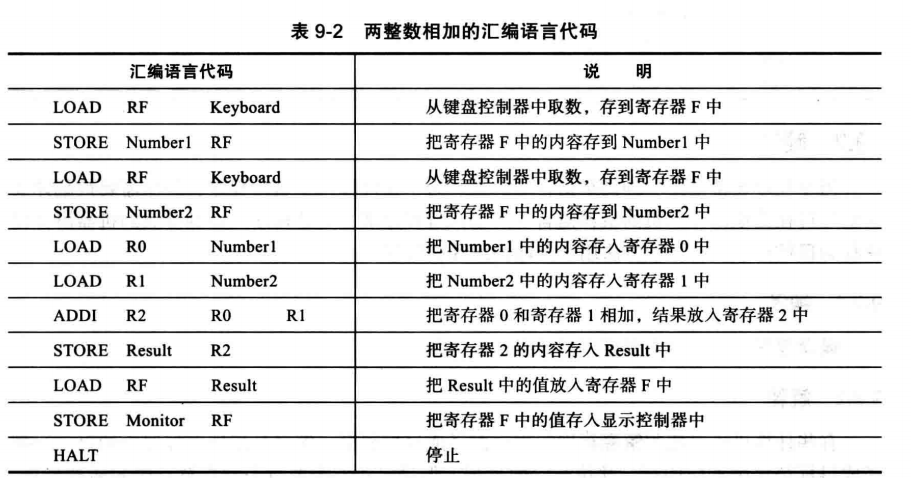 表 9-2 两整数相加的汇编语言代码
汇编语言代码 说 明
LOAD RF Keyboard 从键盘控制器中取数，存到寄存器 F 中
STORE Number1 RF 把寄存器 F 中的内容存到 Number1 中
LOAD RF Keyboard 从键盘控制器中取数，存到寄存器 F 中
STORE Number2 RF 把寄存器 F 中的内容存到 Number2 中
LOAD R0 Number1 把 Number1 中的内容存入寄存器 0 中
LOAD R1 Number2 把 Number2 中的内容存入寄存器 1 中
ADDI R2 R0 R1 把寄存器 0 和寄存器 1 相加，结果放入寄存器 2 中
STORE Result R2 把寄存器 2 的内容存入 Result 中
LOAD RF Result 把 Result 中的值放入寄存器 F 中
STORE Monitor RF 把寄存器 F 中的值存入显示控制器中
HALT 停止